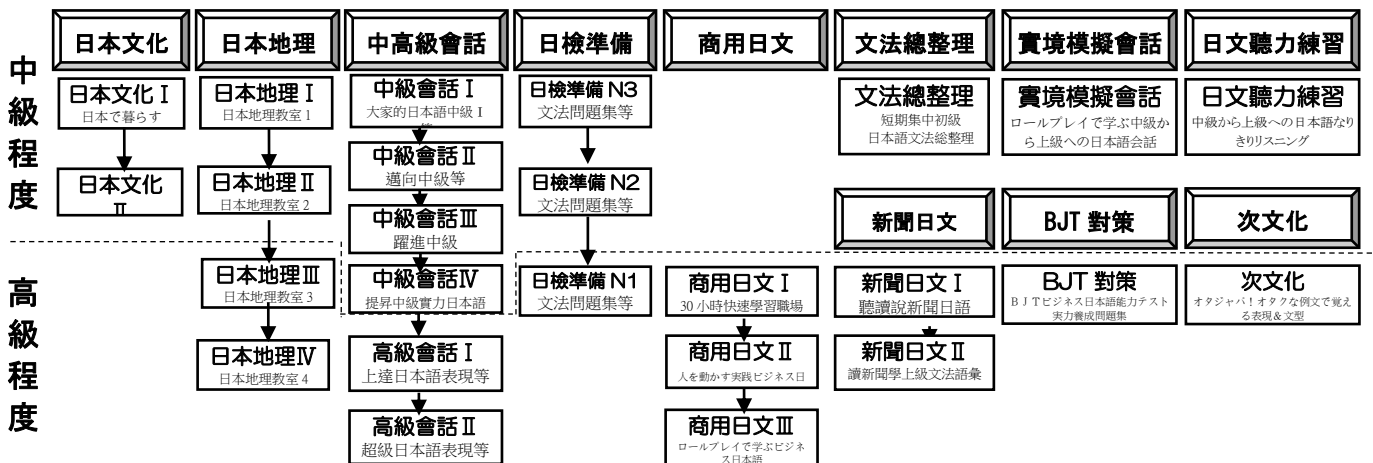 中級程度
高級程度
日本文化
日本地理
中高級會話
日檢準備
商用日文
文法總整理
實境模擬會話
日文聽力練習
日本文化 I
日本で暮らす
日本文化
II
日本地理 I
日本地理教室 1
日本地理 II
日本地理教室 2
日本地理III
日本地理教室 3
日本地理IV
日本地理教室 4
中級會話 I
大家的日本語中級 I
中級會話 II
邁向中級等
中級會話III
躍進中級
中級會話IV
提昇中級實力日本語
高級會話 I
上達日本語表現等
高級會話 II
超級日本語表現等
日檢準備 N3
文法問題集等
日檢準備 N2
文法問題集等
日檢準備 N1
文法問題集等
商用日文 I
30 小時快速學習職場
商用日文 II
人を動かす実践ビジネス日
商用日文 III
ロールプレイで学ぶビジネ
ス日本語
文法總整理
短期集中初級
日本語文法総整理
新聞日文
新聞日文 I
聽讀說新聞日語
新聞日文 II
讀新聞學上級文法語彙
實境模擬會話
ロールプレイで学ぶ中級か
ら上級への日本語会話
BJT 對策
BJT 對策
BJTビジネス日本語能力テスト
実力養成問題集
日文聽力練習
中級から上級への日本語なり
きりリスニング
次文化
次文化
オタジャパ！オタクな例文で覚え
る表現＆文型